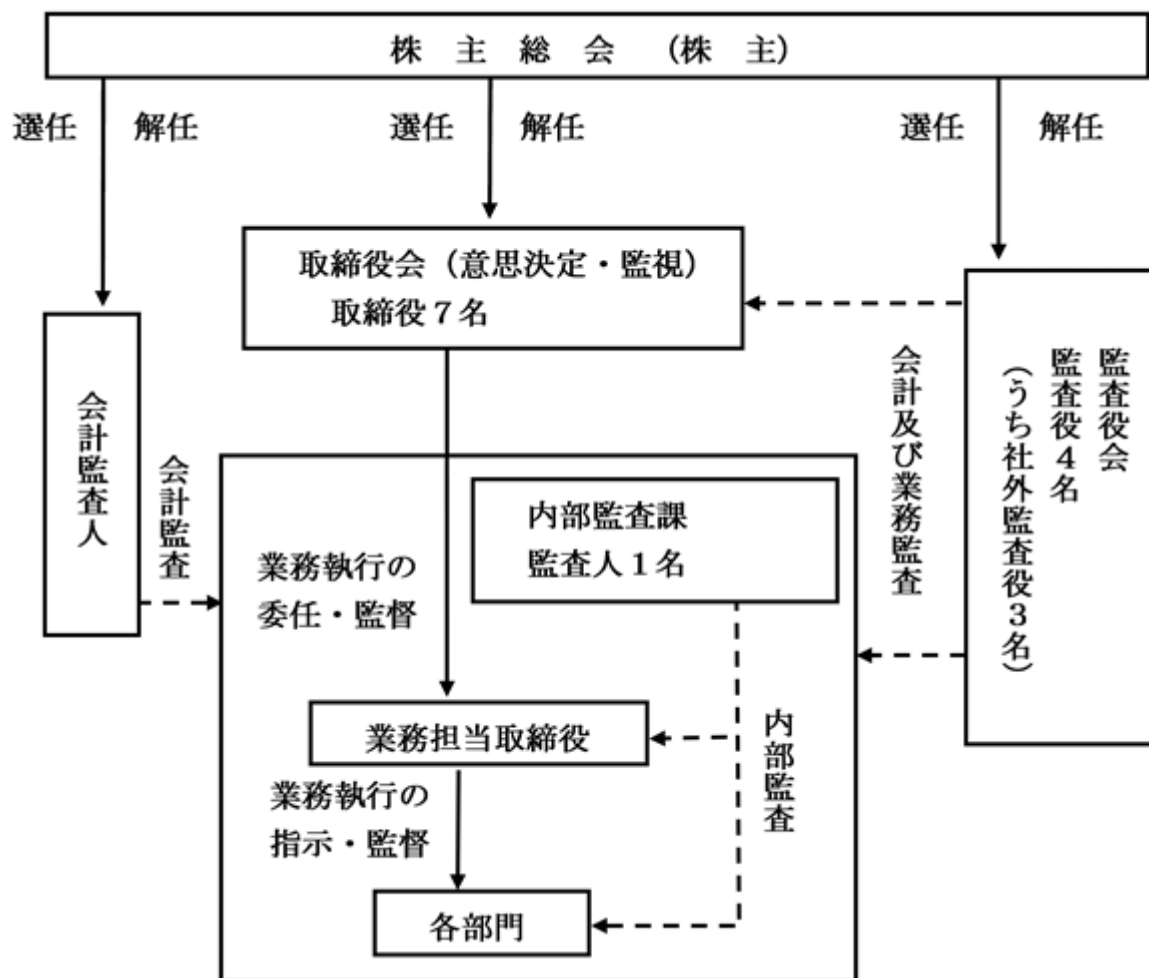 株 主 総 会 (株 主)
選任 解任
選任 解任
選任 解任
取締役会(意思決定・監視)
取締役7名
会計監査人
会計監査
監査役会
監査役4名
(うち社外監査役3名)
会計及び業務監査
内部監査課
監査人1名
業務執行の
委任・監督
業務担当取締役
内部監査
業務執行の
指示・監督
各部門